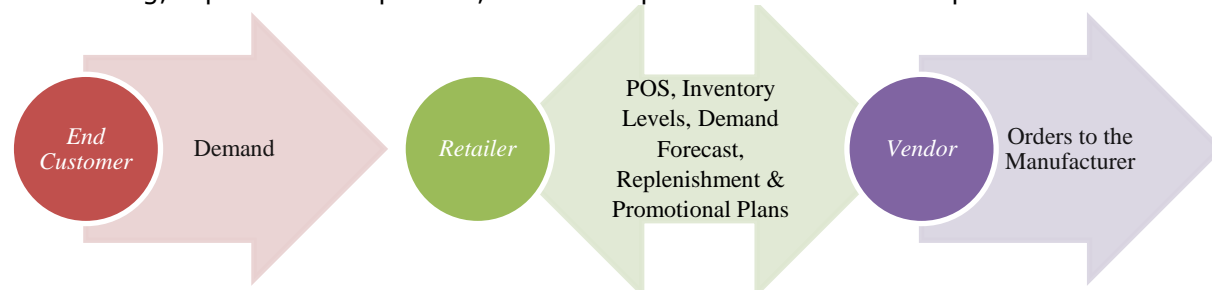 End
Customer
Demand
Retailer
POS, Inventory
Levels, Demand
Forecast,
Replenishment &
Promotional Plans
Vendor
Orders to the
Manufacturer